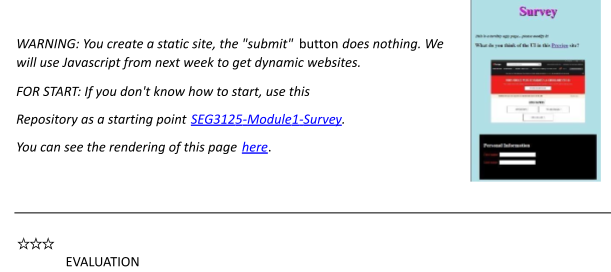 Survey
What do you think of the UI in this Preview site?
WARNING: You create a static site, the "submit" button does nothing. We
will use Javascript from next week to get dynamic websites.
FOR START: If you don't know how to start, use this
Repository as a starting point SEG3125-Module1-Survey.
You can see the rendering of this page here.
Personal Information
☆☆☆
EVALUATION